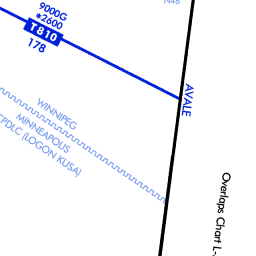 9000G
*2600
T810
178
AVALE
WINNIPEG
MINNEAPOLIS
CPDLC (LOGON KUSA)
Overlaps Chart L-